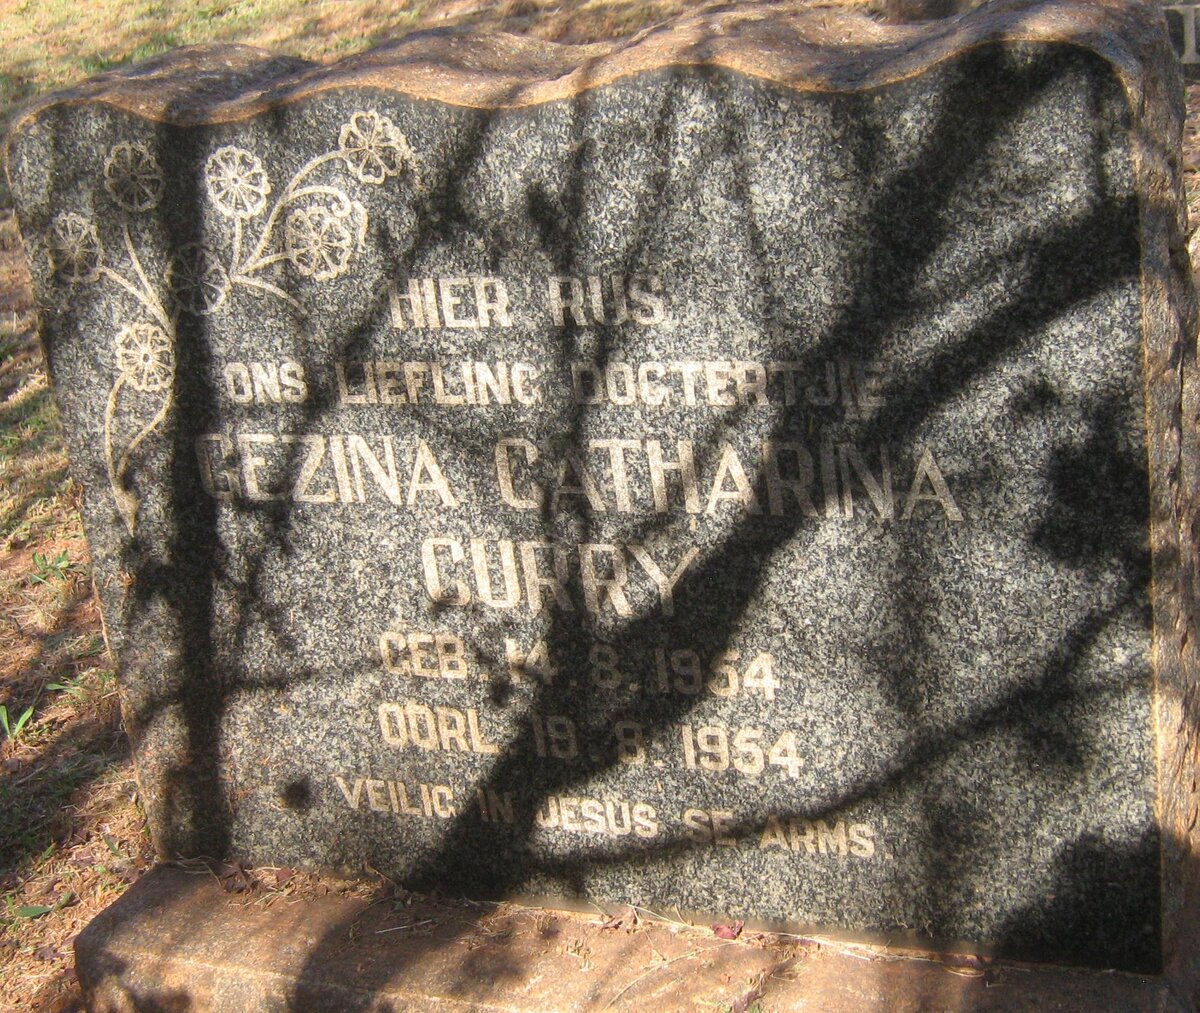 HIER RUS
ONS LIEFLING DOGTERTJIE
GEZINA CATHARINA
CURRY
GEB. 14.8.1954
OORL. 19.8.1954
VEILIG IN JESUS SE ARMS.